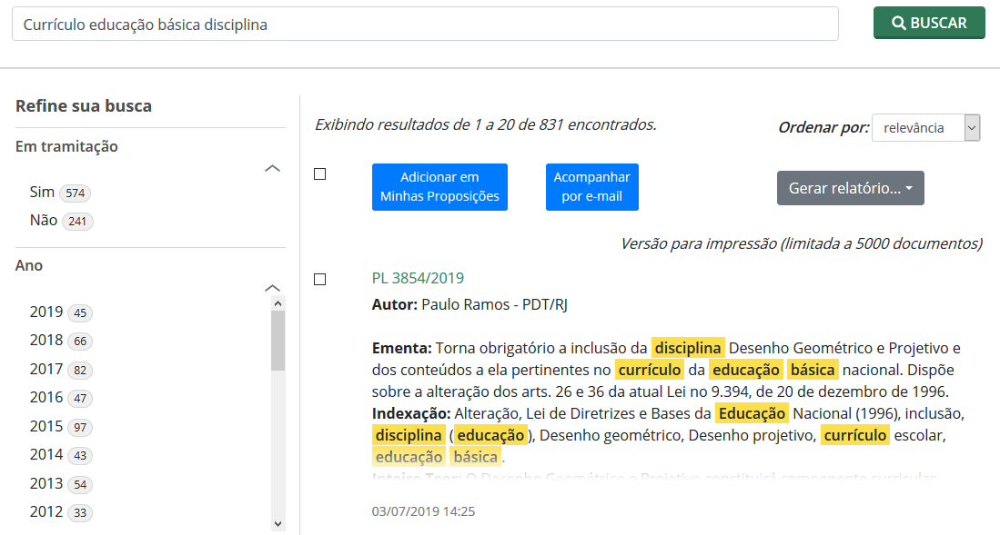 Currículo educação básica disciplina
BUSCAR
Refine sua busca
Em tramitação
Sim 574
Não 241
Ano
2019 45
2018 66
2017 82
2016 47
2015 97
2014 43
2013 54
2012 33
Exibindo resultados de 1 a 20 de 831 encontrados.
Ordenar por: relevância
Adicionar em
Minhas Proposições
Acompanhar
por e-mail
Gerar relatório...
Versão para impressão (limitada a 5000 documentos)
PL 3854/2019
Autor: Paulo Ramos - PDT/RJ
Ementa: Torna obrigatório a inclusão da disciplina Desenho Geométrico e Projetivo e
dos conteúdos a ela pertinentes no currículo da educação básica nacional. Dispõe
sobre a alteração dos arts. 26 e 36 da atual Lei no 9.394, de 20 de dezembro de 1996.
Indexação: Alteração, Lei de Diretrizes e Bases da Educação Nacional (1996), inclusão,
disciplina (educação), Desenho geométrico, Desenho projetivo, currículo escolar,
educação básica.
Inteiro Teor: O Desenho Geométrico e Projetivo constituirá componente curricular
03/07/2019 14:25